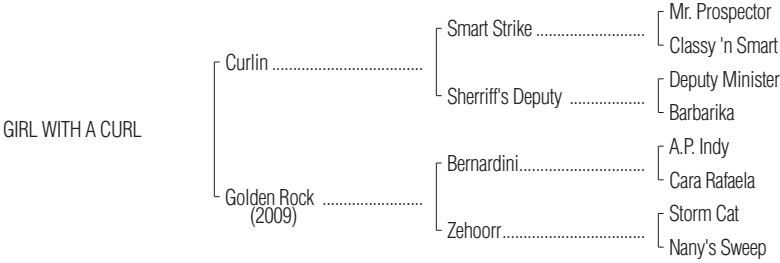 Mr. Prospector
Smart Strike ............................
Classy 'n Smart
Curlin .......................................
Deputy Minister
Sherriff's Deputy ...................
Barbarika
GIRL WITH A CURL
A.P. Indy
Bernardini................................
Cara Rafaela
Golden Rock ..........................
(2009)
Storm Cat
Zehoorr....................................
Nany's Sweep